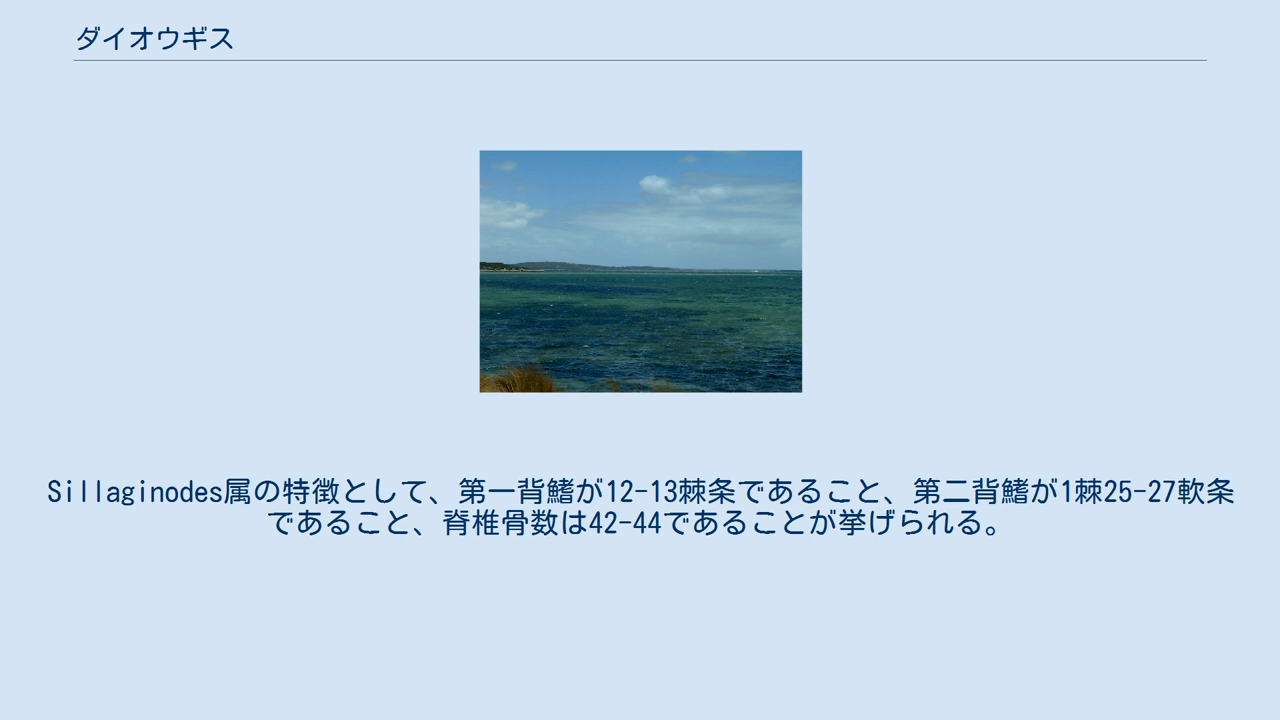 ダイオウギス
Sillaginodes属の特徴として、第一背鰭が12-13棘条であること、第二背鰭が1棘25-27軟条
であること、脊椎骨数は42-44であることが挙げられる。